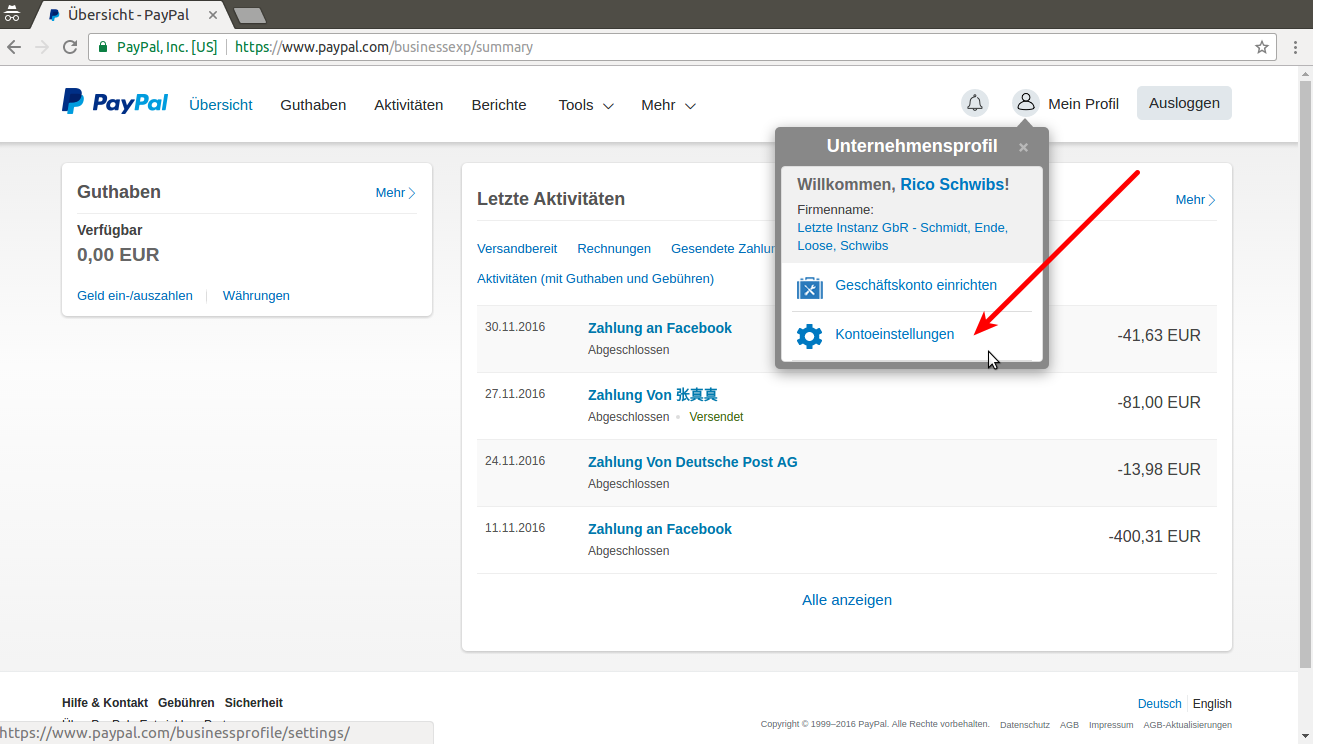 Übersicht - PayPal
PayPal, Inc. [US] https://www.paypal.com/businessexp/summary
PayPal Übersicht Guthaben Aktivitäten Berichte Tools Mehr Mein Profil Ausloggen
Unternehmensprofil
Willkommen, Rico Schwibs!
Firmenname:
Letzte Instanz GbR - Schmidt, Ende,
Loose, Schwibs
Geschäftskonto einrichten
Kontoeinstellungen
Guthaben Mehr
Verfügbar
0,00 EUR
Geld ein-/auszahlen Währungen
Letzte Aktivitäten Mehr
Versandbereit Rechnungen Gesendete
Aktivitäten (mit Guthaben und Gebühren)
30.11.2016 Zahlung an Facebook -41,63 EUR
Abgeschlossen
27.11.2016 Zahlung Von 张真真 -81,00 EUR
Abgeschlossen Versendet
24.11.2016 Zahlung Von Deutsche Post AG -13,98 EUR
Abgeschlossen
11.11.2016 Zahlung an Facebook -400,31 EUR
Abgeschlossen
Alle anzeigen
Hilfe & Kontakt Gebühren Sicherheit
Deutsch English
Copyright © 1999–2016 PayPal. Alle Rechte vorbehalten. Datenschutz AGB Impressum AGB-Aktualisierungen
https://www.paypal.com/businessprofile/settings/